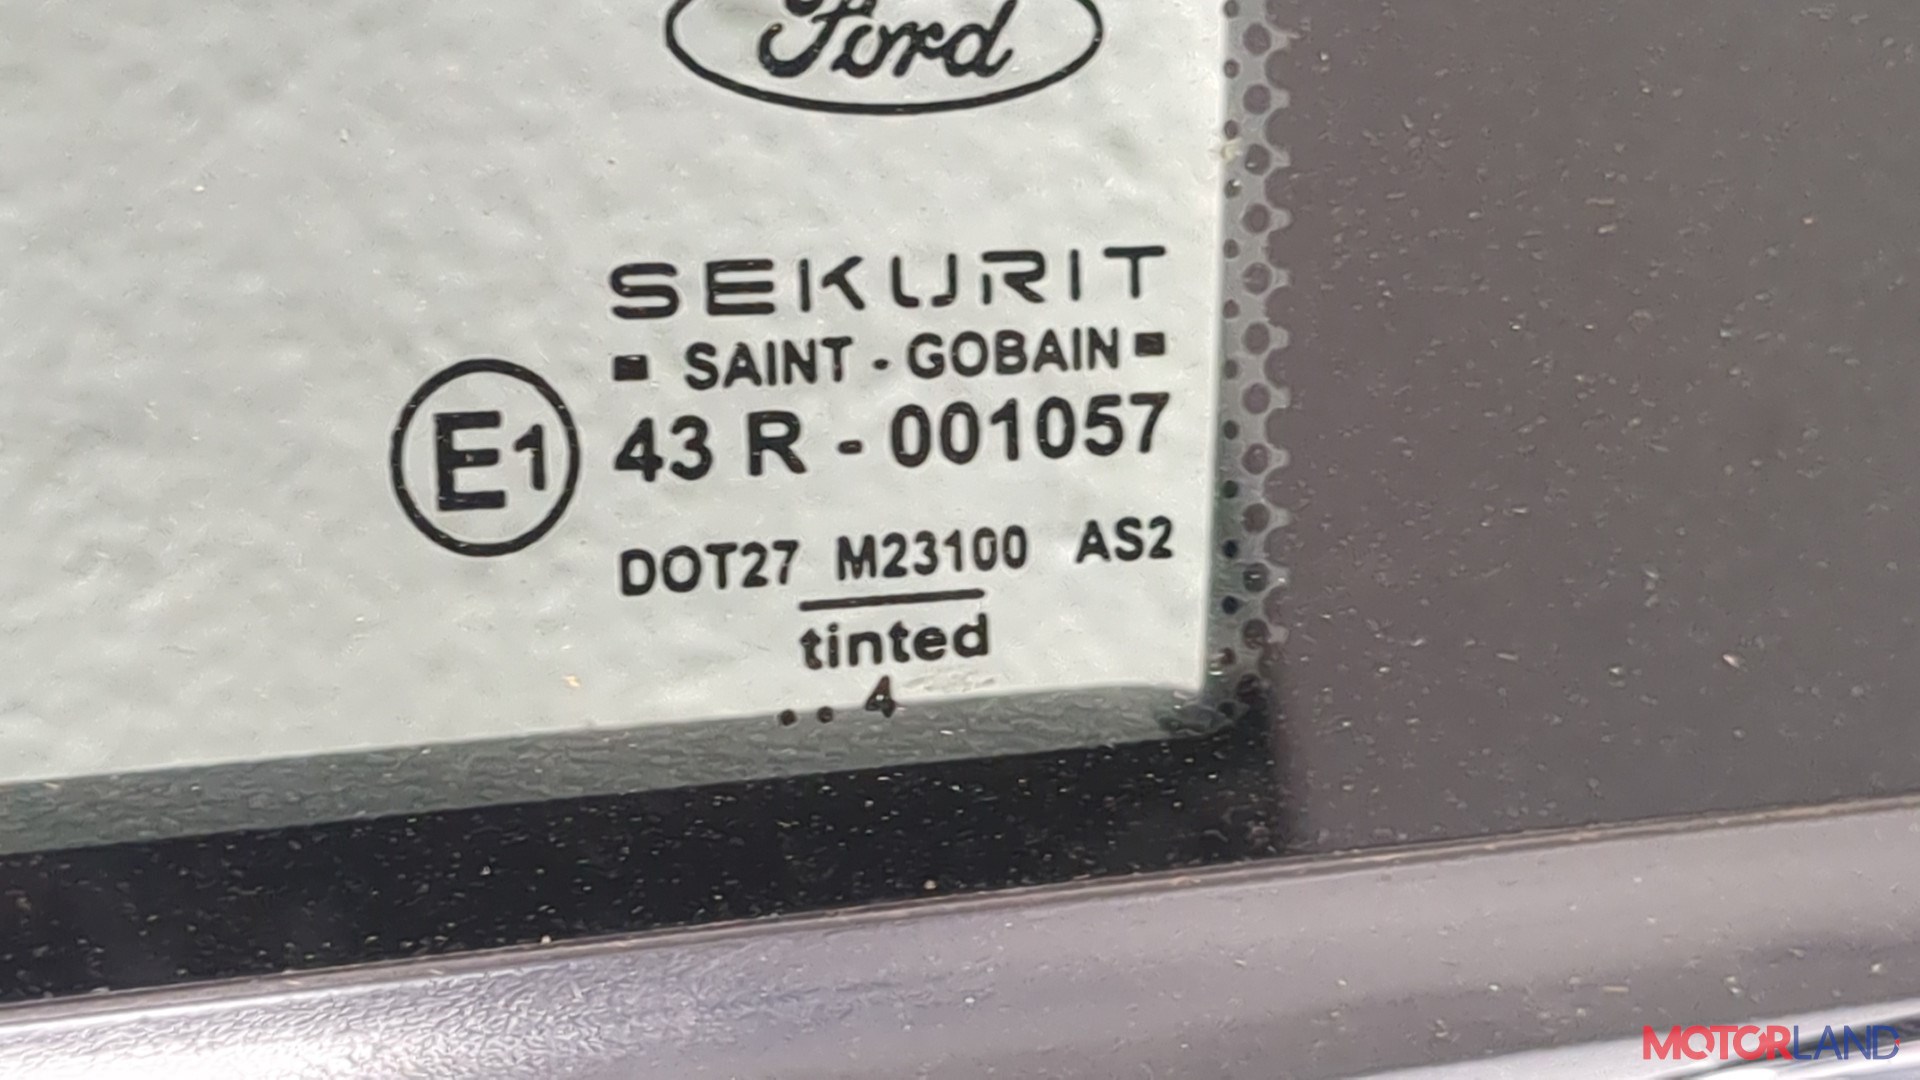 Ford
SEKURIT
SAINT - GOBAIN
E1 43 R - 001057
DOT27 M23100 AS2
tinted
.. 4
MOTORLAND